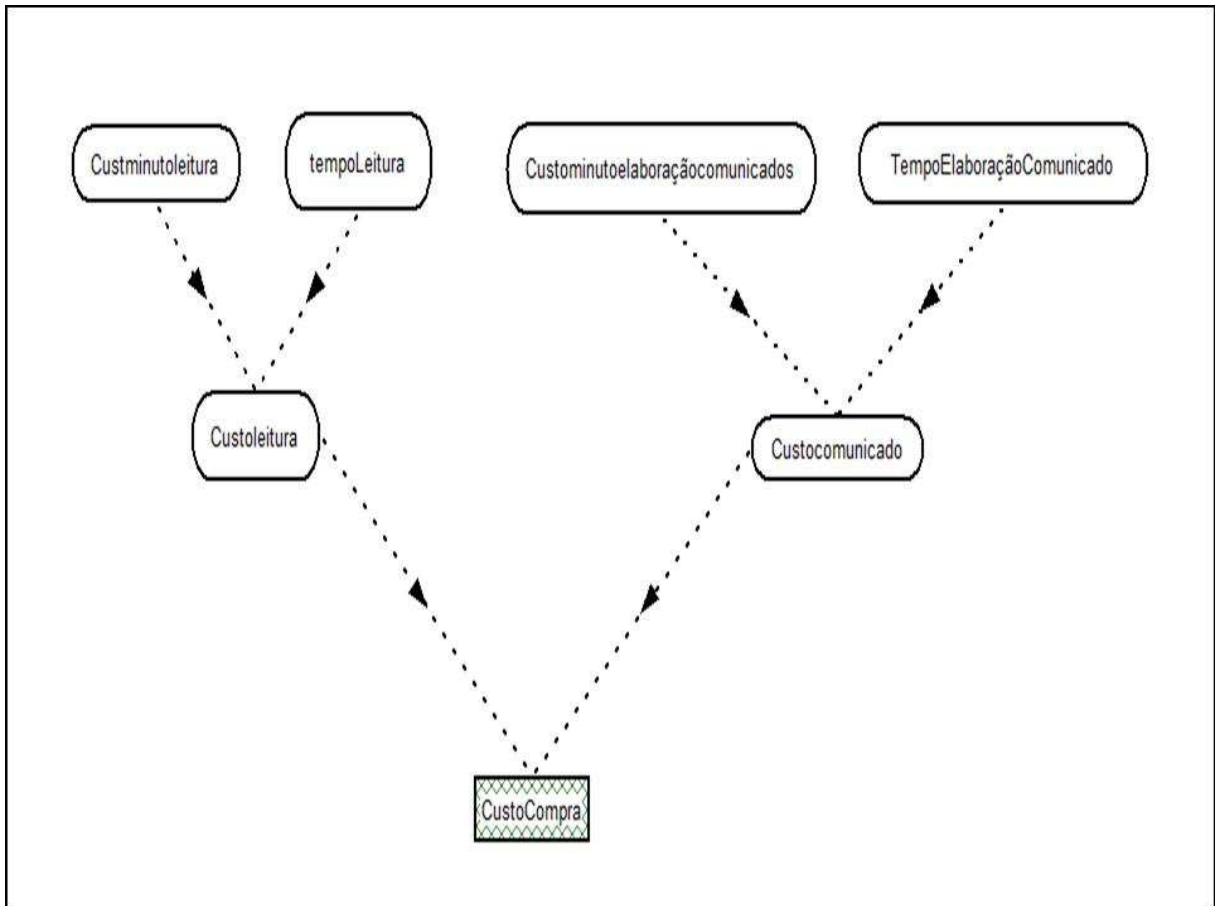 Custminutoleitura
tempoLeitura
Custominutoelaboraçãocomunicados
TempoElaboraçãoComunicado
Custoleitura
Custocomunicado
CustoCompra